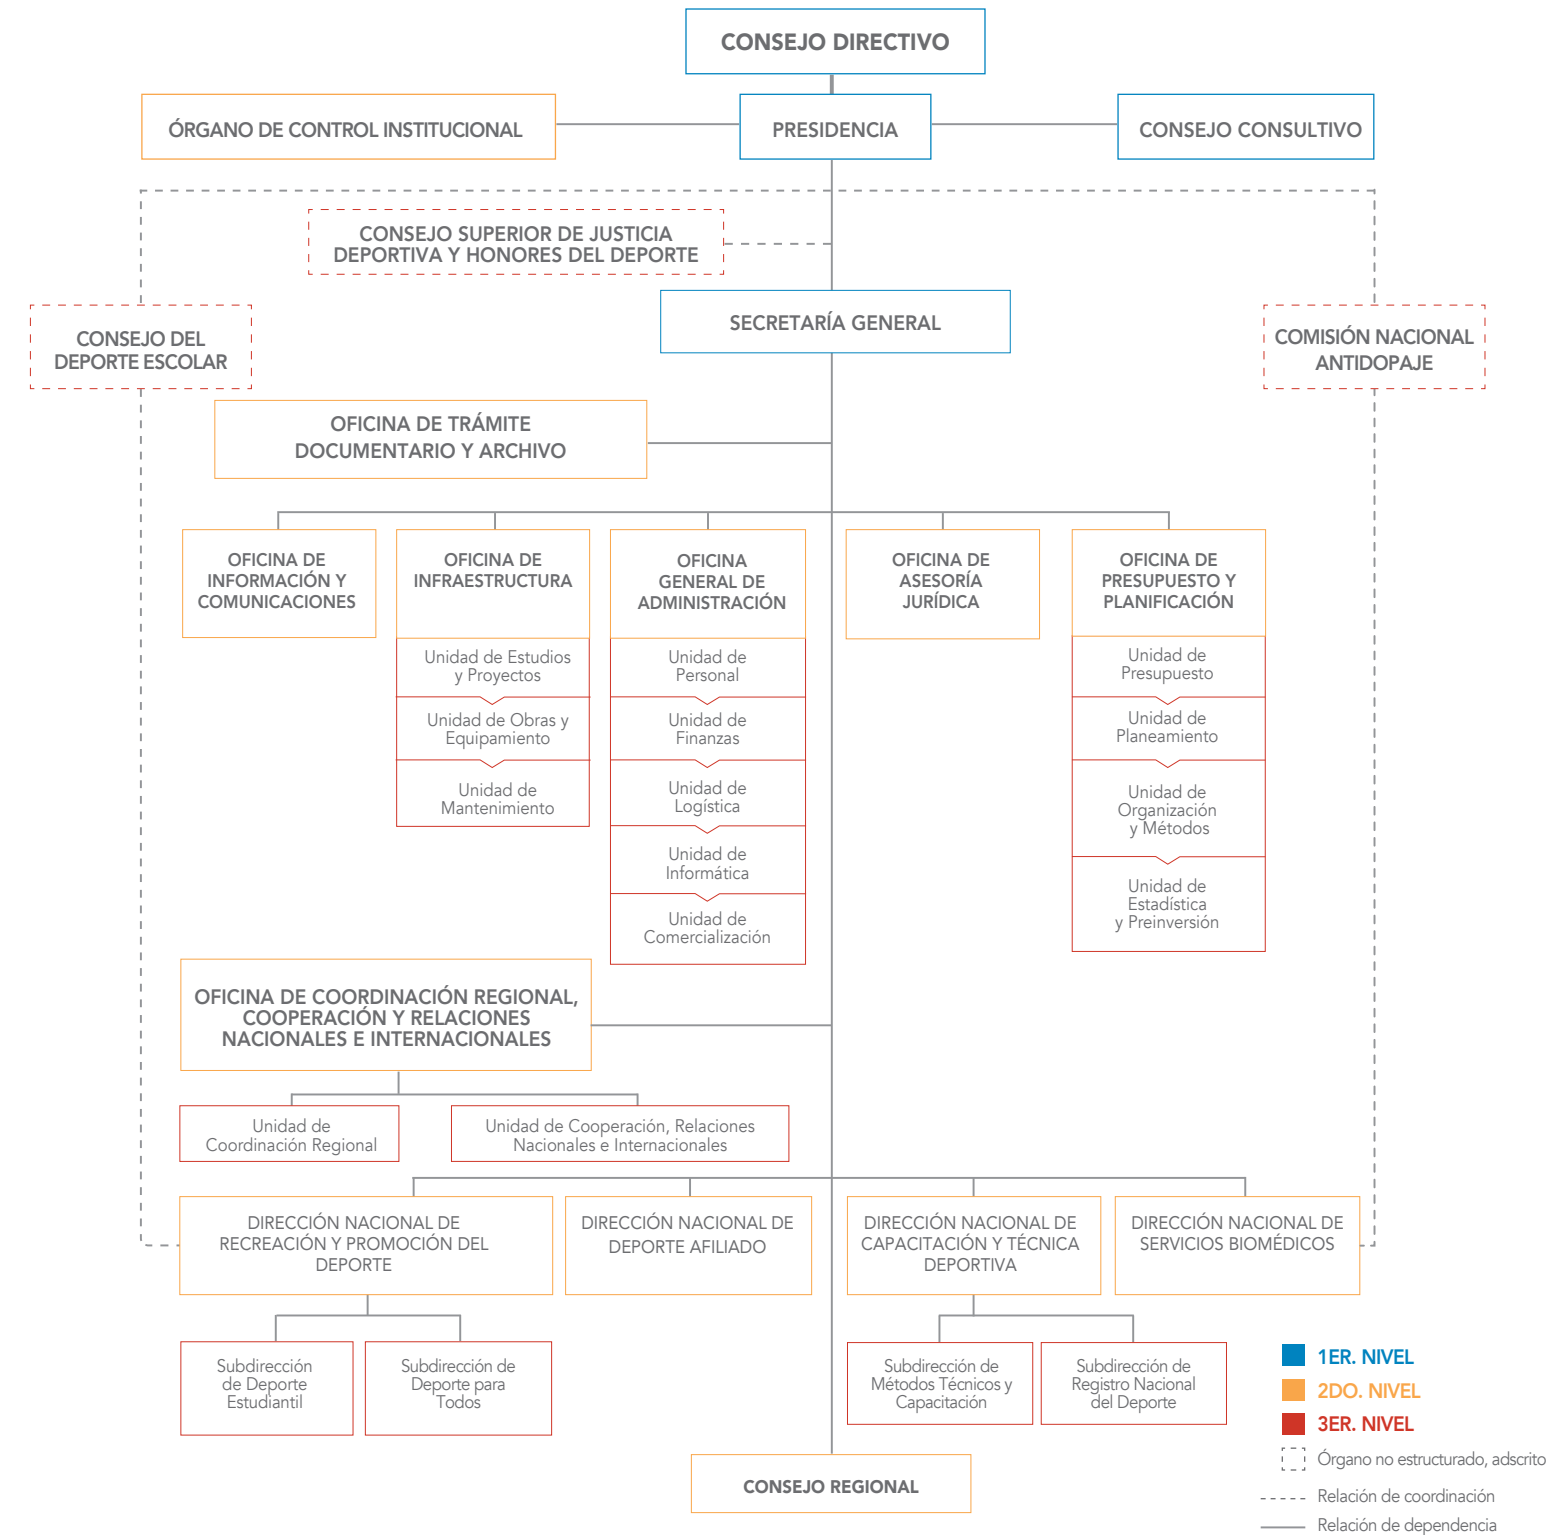 CONSEJO DIRECTIVO
ÓRGANO DE CONTROL INSTITUCIONAL
PRESIDENCIA
CONSEJO CONSULTIVO
CONSEJO SUPERIOR DE JUSTICIA
DEPORTIVA Y HONORES DEL DEPORTE
SECRETARÍA GENERAL
CONSEJO DEL
DEPORTE ESCOLAR
COMISIÓN NACIONAL
ANTIDOPAJE
OFICINA DE TRÁMITE
DOCUMENTARIO Y ARCHIVO
OFICINA DE
INFORMACIÓN Y
COMUNICACIONES
OFICINA DE
INFRAESTRUCTURA
Unidad de Estudios
y Proyectos
Unidad de Obras y
Equipamiento
Unidad de
Mantenimiento
OFICINA
GENERAL DE
ADMINISTRACIÓN
Unidad de
Personal
Unidad de
Finanzas
Unidad de
Logística
Unidad de
Informática
Unidad de
Comercialización
OFICINA DE
ASESORÍA
JURÍDICA
OFICINA DE
PRESUPUESTO Y
PLANIFICACIÓN
Unidad de
Presupuesto
Unidad de
Planeamiento
Unidad de
Organización
y Métodos
Unidad de
Estadística
y Preinversión
OFICINA DE COORDINACIÓN REGIONAL,
COOPERACIÓN Y RELACIONES
NACIONALES E INTERNACIONALES
Unidad de
Coordinación Regional
Unidad de Cooperación, Relaciones
Nacionales e Internacionales
DIRECCIÓN NACIONAL DE
RECREACIÓN Y PROMOCIÓN DEL
DEPORTE
DIRECCIÓN NACIONAL DE
DEPORTE AFILIADO
DIRECCIÓN NACIONAL DE
CAPACITACIÓN Y TÉCNICA
DEPORTIVA
DIRECCIÓN NACIONAL DE
SERVICIOS BIOMÉDICOS
Subdirección
de Deporte
Estudiantil
Subdirección de
Deporte para
Todos
Subdirección de
Métodos Técnicos y
Capacitación
Subdirección de
Registro Nacional
del Deporte
CONSEJO REGIONAL
1ER. NIVEL
2DO. NIVEL
3ER. NIVEL
Órgano no estructurado, adscrito
Relación de coordinación
Relación de dependencia